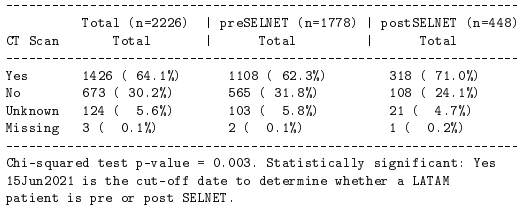 Total (n=2226) | preSELNET (n=1778) | postSELNET (n=448)
CT Scan Total | Total | Total
Yes 1426 ( 64.1%) 1108 ( 62.3%) 318 ( 71.0%)
No 673 ( 30.2%) 565 ( 31.8%) 108 ( 24.1%)
Unknown 124 ( 5.6%) 103 ( 5.8%) 21 ( 4.7%)
Missing 3 ( 0.1%) 2 ( 0.1%) 1 ( 0.2%)
Chi-squared test p-value = 0.003. Statistically significant: Yes
15Jun2021 is the cut-off date to determine whether a LATAM
patient is pre or post SELNET.